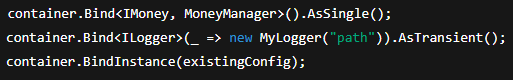 container.Bind<IMoney, MoneyManager>().AsSingle();
container.Bind<ILogger>(_ => new MyLogger("path")).AsTransient();
container.BindInstance(existingConfig);